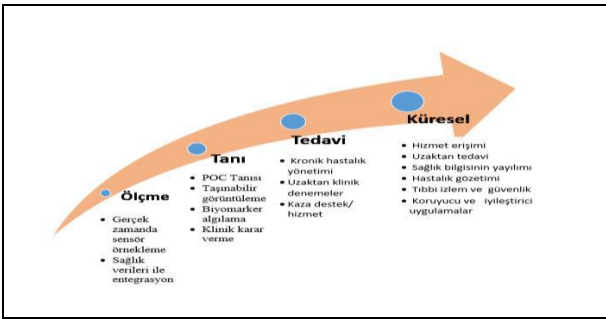 Ölçme
• Gerçek
zamanda
sensör
örnekleme
• Sağlık
verileri ile
entegrasyon
Tanı
• POC Tanısı
• Taşınabilir
görüntüleme
• Biyomarker
algılama
• Klinik karar
verme
Tedavi
• Kronik hastalık
yönetimi
• Uzaktan klinik
denemeler
• Kaza destek/
hizmet
Küresel
• Hizmet erişimi
• Uzaktan tedavi
• Sağlık bilgisinin yayılımı
• Hastalık gözetimi
• Tıbbi izlem ve güvenlik
• Koruyucu ve iyileştirici
uygulamalar